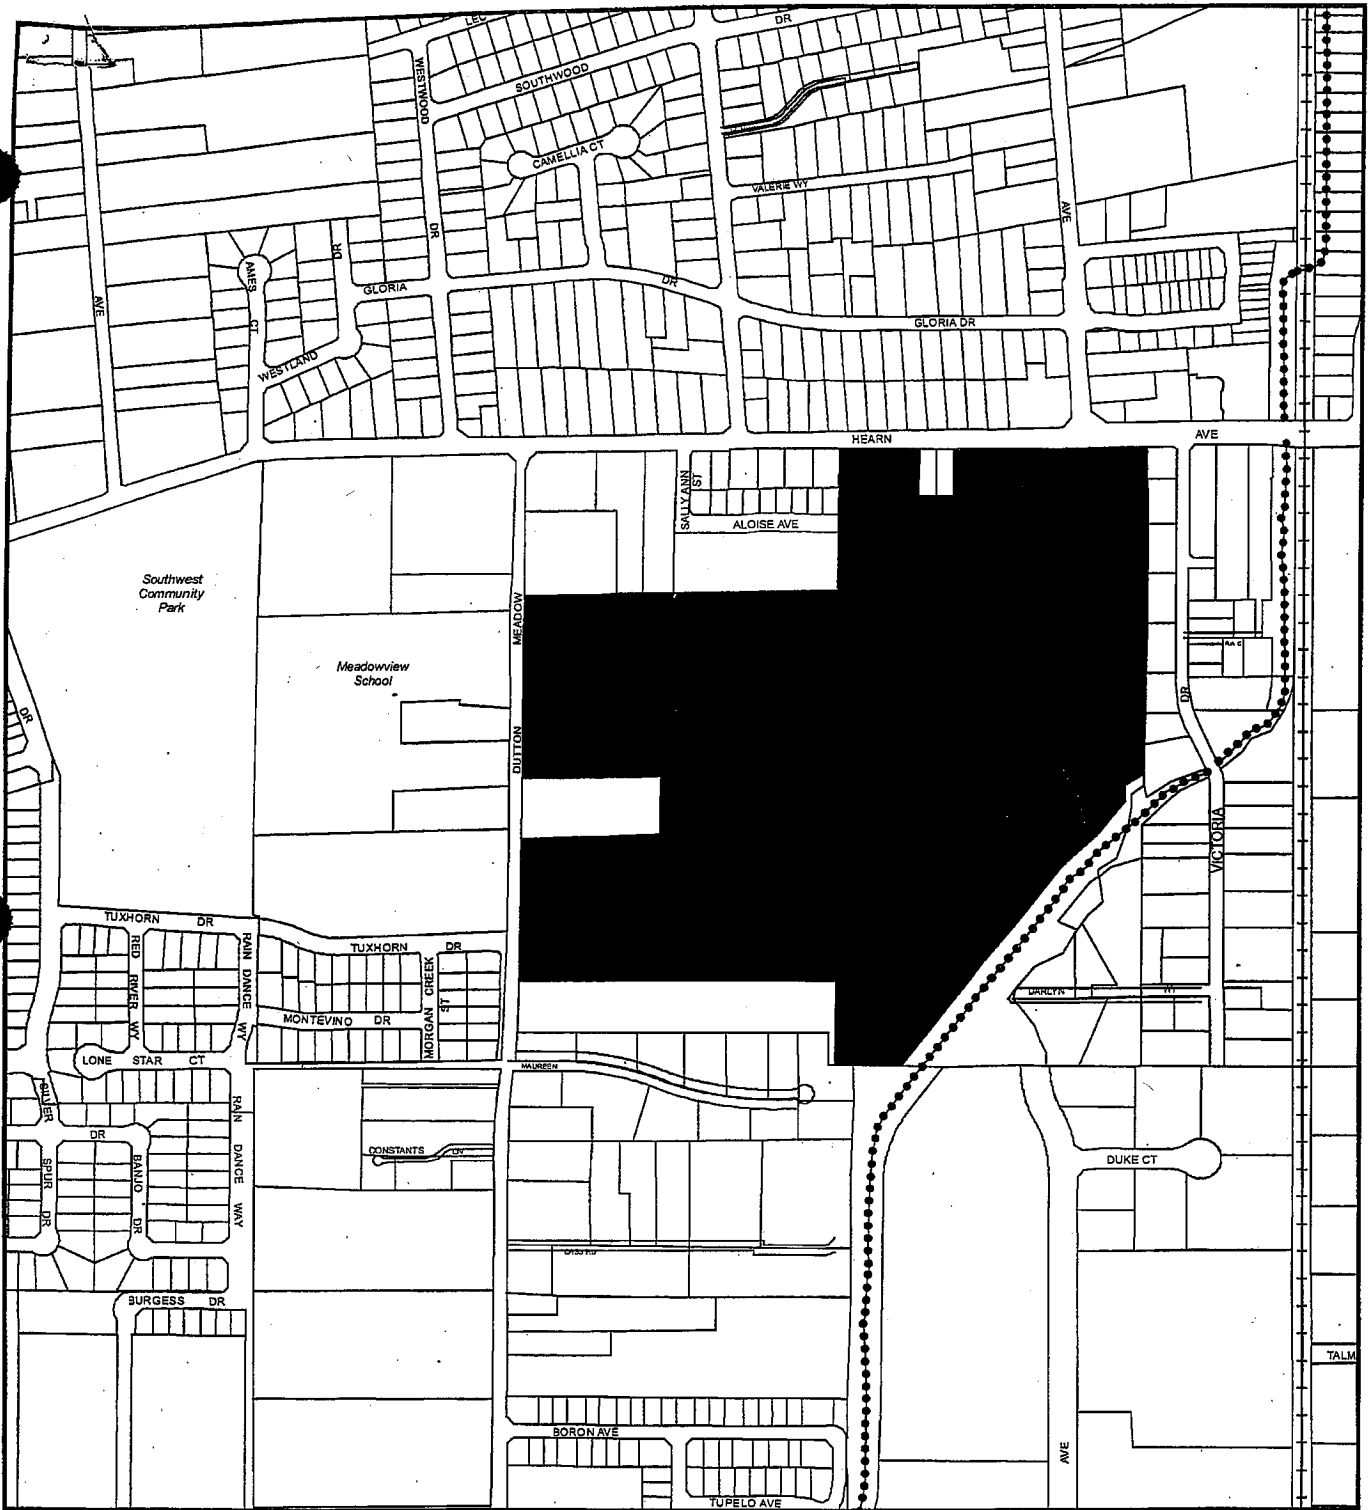 DR
WESTWOOD
SOUTHWOOD
CAMELLIA CT
VALERIE WY
AVE
DR
DR
AMES CT
GLORIA
DR
AVE
GLORIA DR
WESTLAND
HEARN
AVE
SALLY ANN ST
ALOISE AVE
Southwest
Community
Park
MEADOW
Meadowview
School
DR
DR
DUTTON
VICTORIA
TUXHORN DR
RED RIVER WY
RAIN DANCE WY
TUXHORN DR
MORGAN CREEK ST
DARLYN WY
MONTEVINO DR
LONE STAR CT
MAUREEN
SILVER
DR
SPUR DR
BANJO DR
RAIN DANCE WAY
CONSTANTS LN
DUKE CT
BURGESS DR
TALM
BORON AVE
AVE
TUPELO AVE